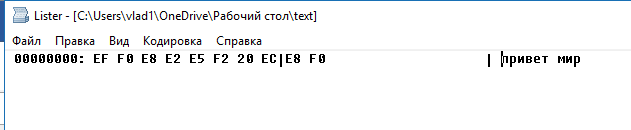 Lister - [C:\Users\vlad1\OneDrive\Рабочий стол\text]
Файл Правка Вид Кодировка Справка
00000000: EF F0 E8 E2 E5 F2 20 EC|E8 F0 | привет мир